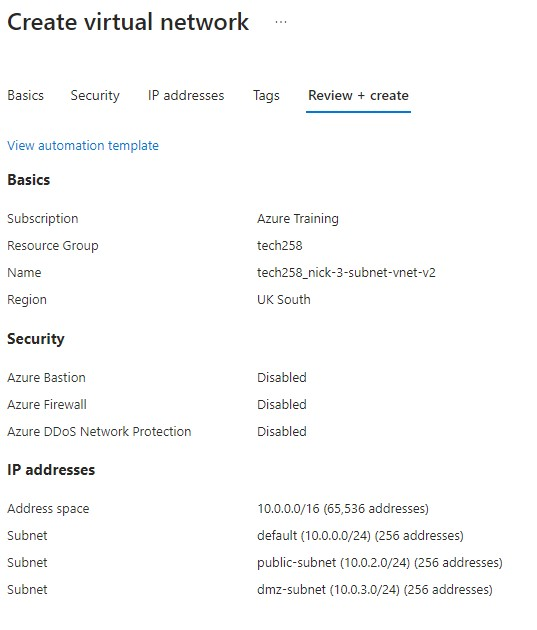 Create virtual network ...
Basics Security IP addresses Tags Review + create
View automation template
Basics
Subscription Azure Training
Resource Group tech258
Name tech258_nick-3-subnet-vnet-v2
Region UK South
Security
Azure Bastion Disabled
Azure Firewall Disabled
Azure DDoS Network Protection Disabled
IP addresses
Address space 10.0.0.0/16 (65,536 addresses)
Subnet default (10.0.0.0/24) (256 addresses)
Subnet public-subnet (10.0.2.0/24) (256 addresses)
Subnet dmz-subnet (10.0.3.0/24) (256 addresses)